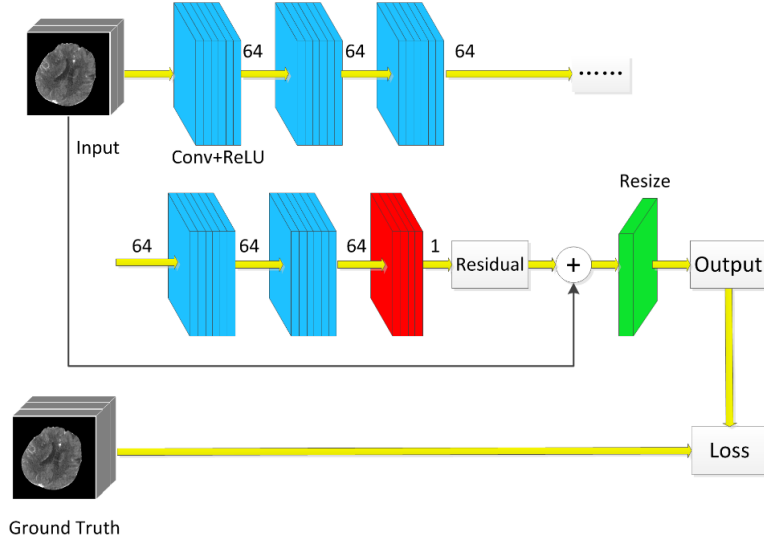 64
64
64
······
Input
Conv+ReLU
Resize
64
64
64
1
Residual
+
Output
Loss
Ground Truth